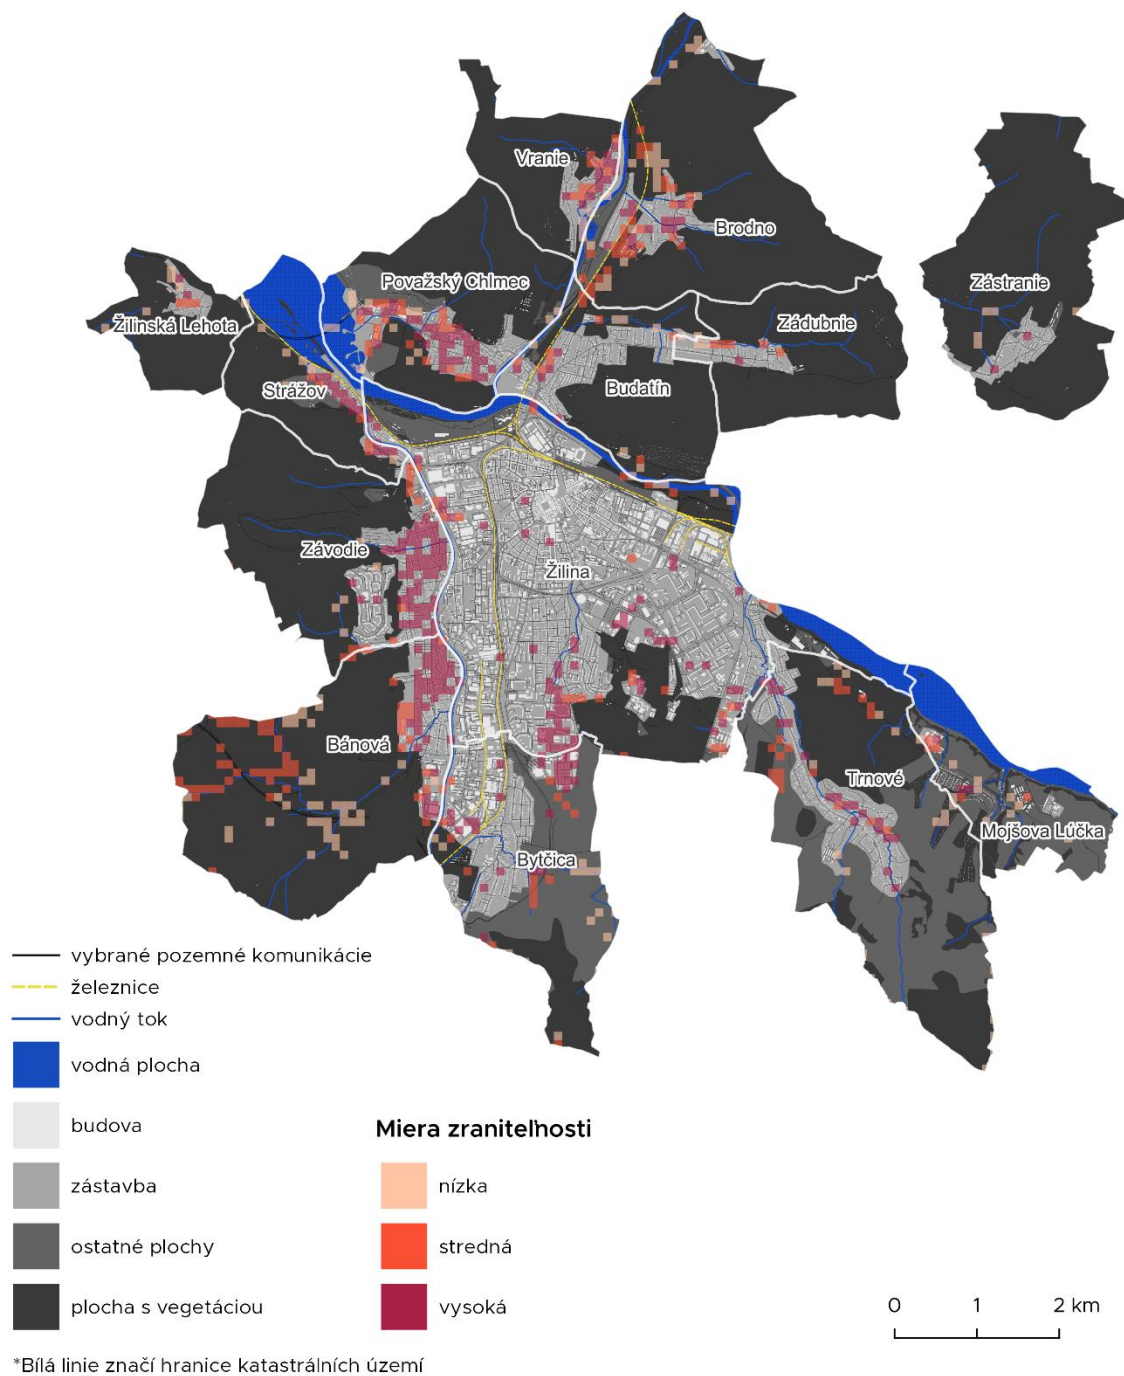 Vranie
Brodno
Považský Chlmec
Zástranie
Žilinská Lehota
Zádubnie
Strážov
Budatín
Závodie
Žilina
Bánová
Trnové
Mojšova Lúčka
Bytčica
vybrané pozemné komunikácie
železnice
vodný tok
vodná plocha
budova
Miera zraniteľnosti
zástavba
nízka
ostatné plochy
stredná
plocha s vegetáciou
vysoká
0 1 2 km
*Bílá linie značí hranice katastrálních území